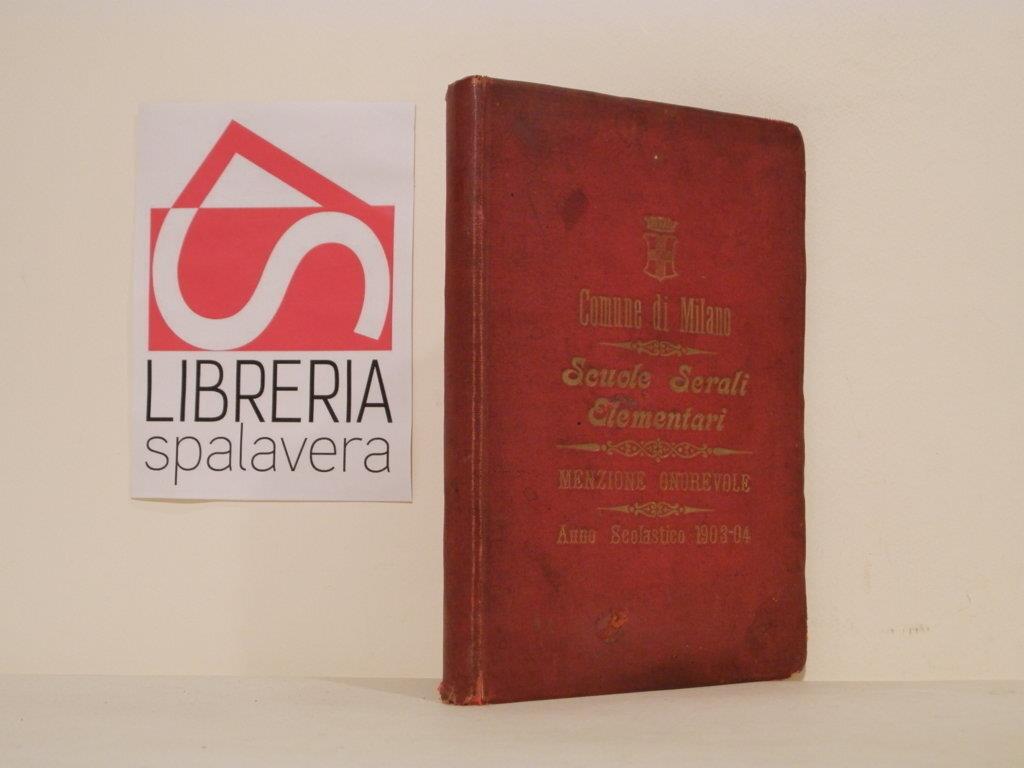 LIBRERIA
spalavera
Comune di Milano
Scuole Serali
Elementari
MENZIONE ONOREVOLE
Anno Scolastico 1903-04